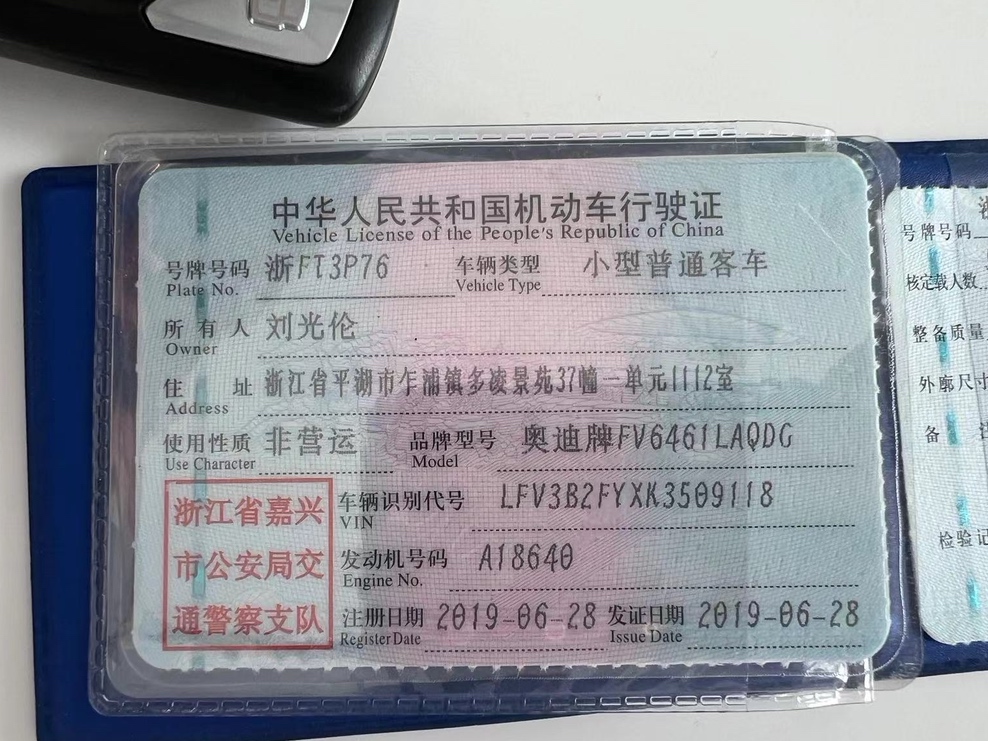 中华人民共和国机动车行驶证
Vehicle License of the People's Republic of China
号牌号码 浙FT3P76 车辆类型 小型普通客车
Plate No. Vehicle Type
所有人 刘光伦
Owner
住址 浙江省平湖市乍浦镇多凌景苑37幢一单元1112室
Address
使用性质 非营运 品牌型号 奥迪牌FV6461LAQDG
Use Character Model
浙江省嘉兴
市公安局交
通警察支队
车辆识别代号 LFV3B2FYXK3509118
VIN
发动机号码 A18640
Engine No.
注册日期 2019-06-28 发证日期 2019-06-28
Register Date Issue Date
号牌号码
核定载人数
整备质量
外廓尺寸
备
检验记